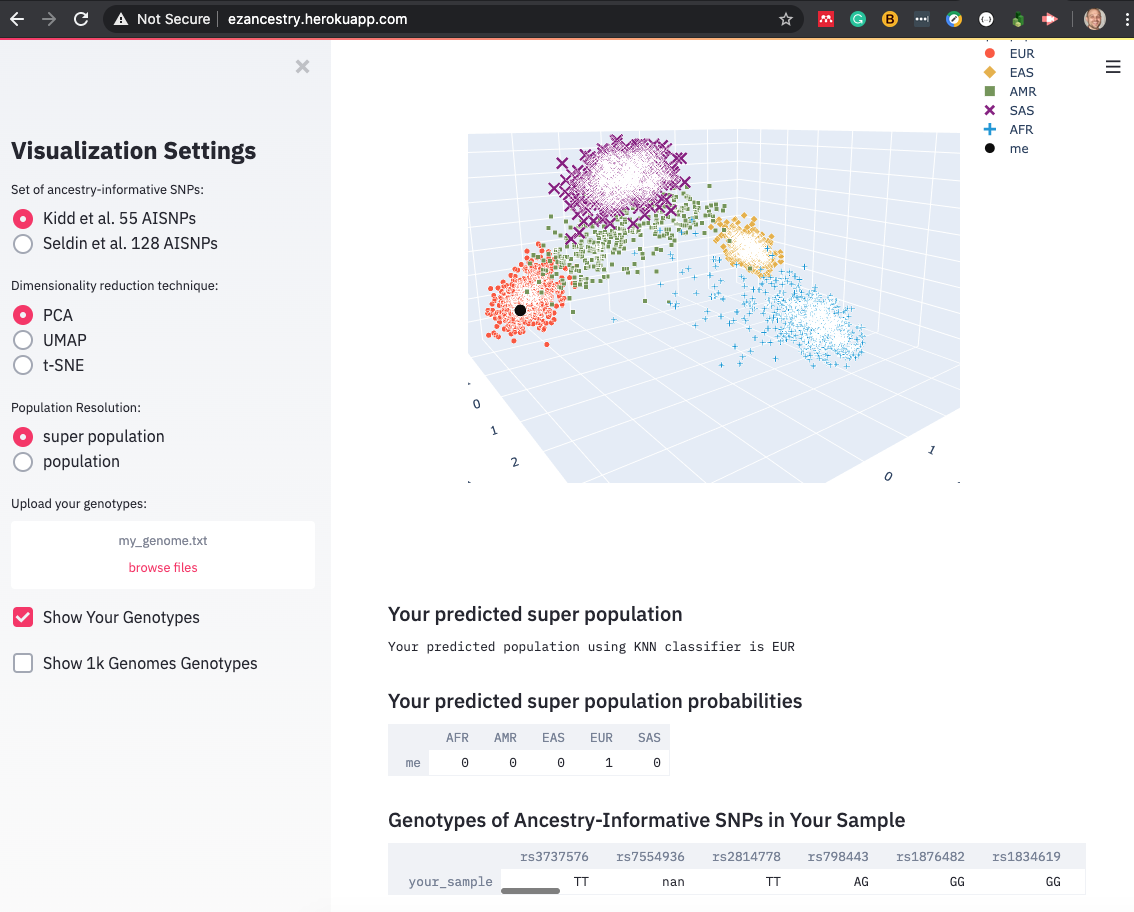 Not Secure | ezancestry.herokuapp.com
Visualization Settings
Set of ancestry-informative SNPs:
Kidd et al. 55 AISNPs
Seldin et al. 128 AISNPs
Dimensionality reduction technique:
PCA
UMAP
t-SNE
Population Resolution:
super population
population
Upload your genotypes:
my_genome.txt
browse files
Show Your Genotypes
Show 1k Genomes Genotypes
EUR
EAS
AMR
SAS
AFR
me
0
1
2
0
1
Your predicted super population
Your predicted population using KNN classifier is EUR
Your predicted super population probabilities
AFR AMR EAS EUR SAS
me 0 0 0 1 0
Genotypes of Ancestry-Informative SNPs in Your Sample
rs3737576 rs7554936 rs2814778 rs798443 rs1876482 rs1834619
your_sample TT nan TT AG GG GG